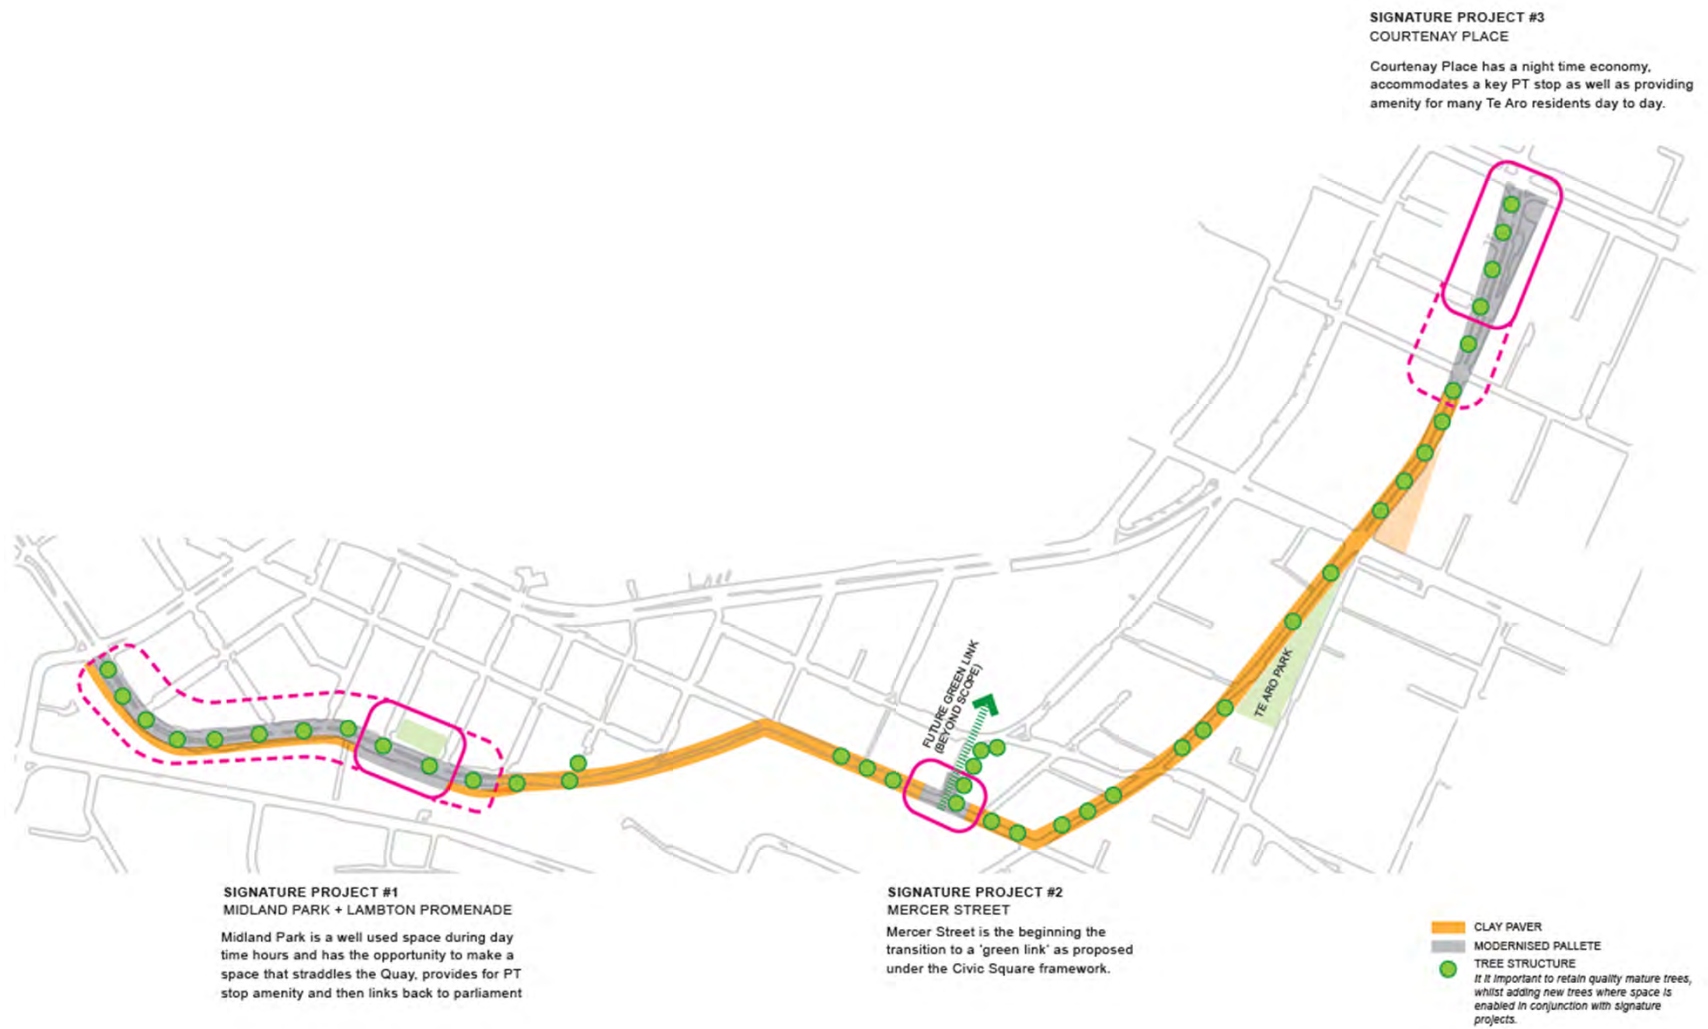 SIGNATURE PROJECT #3
COURTENAY PLACE
Courtenay Place has a night time economy,
accommodates a key PT stop as well as providing
amenity for many Te Aro residents day to day.
FUTURE GREEN LINK
(BEYOND SCOPE)
TE ARO PARK
SIGNATURE PROJECT #1
MIDLAND PARK + LAMBTON PROMENADE
Midland Park is a well used space during day
time hours and has the opportunity to make a
space that straddles the Quay, provides for PT
stop amenity and then links back to parliament
SIGNATURE PROJECT #2
MERCER STREET
Mercer Street is the beginning the
transition to a 'green link' as proposed
under the Civic Square framework.
CLAY PAVER
MODERNISED PALLETE
TREE STRUCTURE
It it important to retain quality mature trees,
whilst adding new trees where space is
enabled in conjunction with signature
projects.